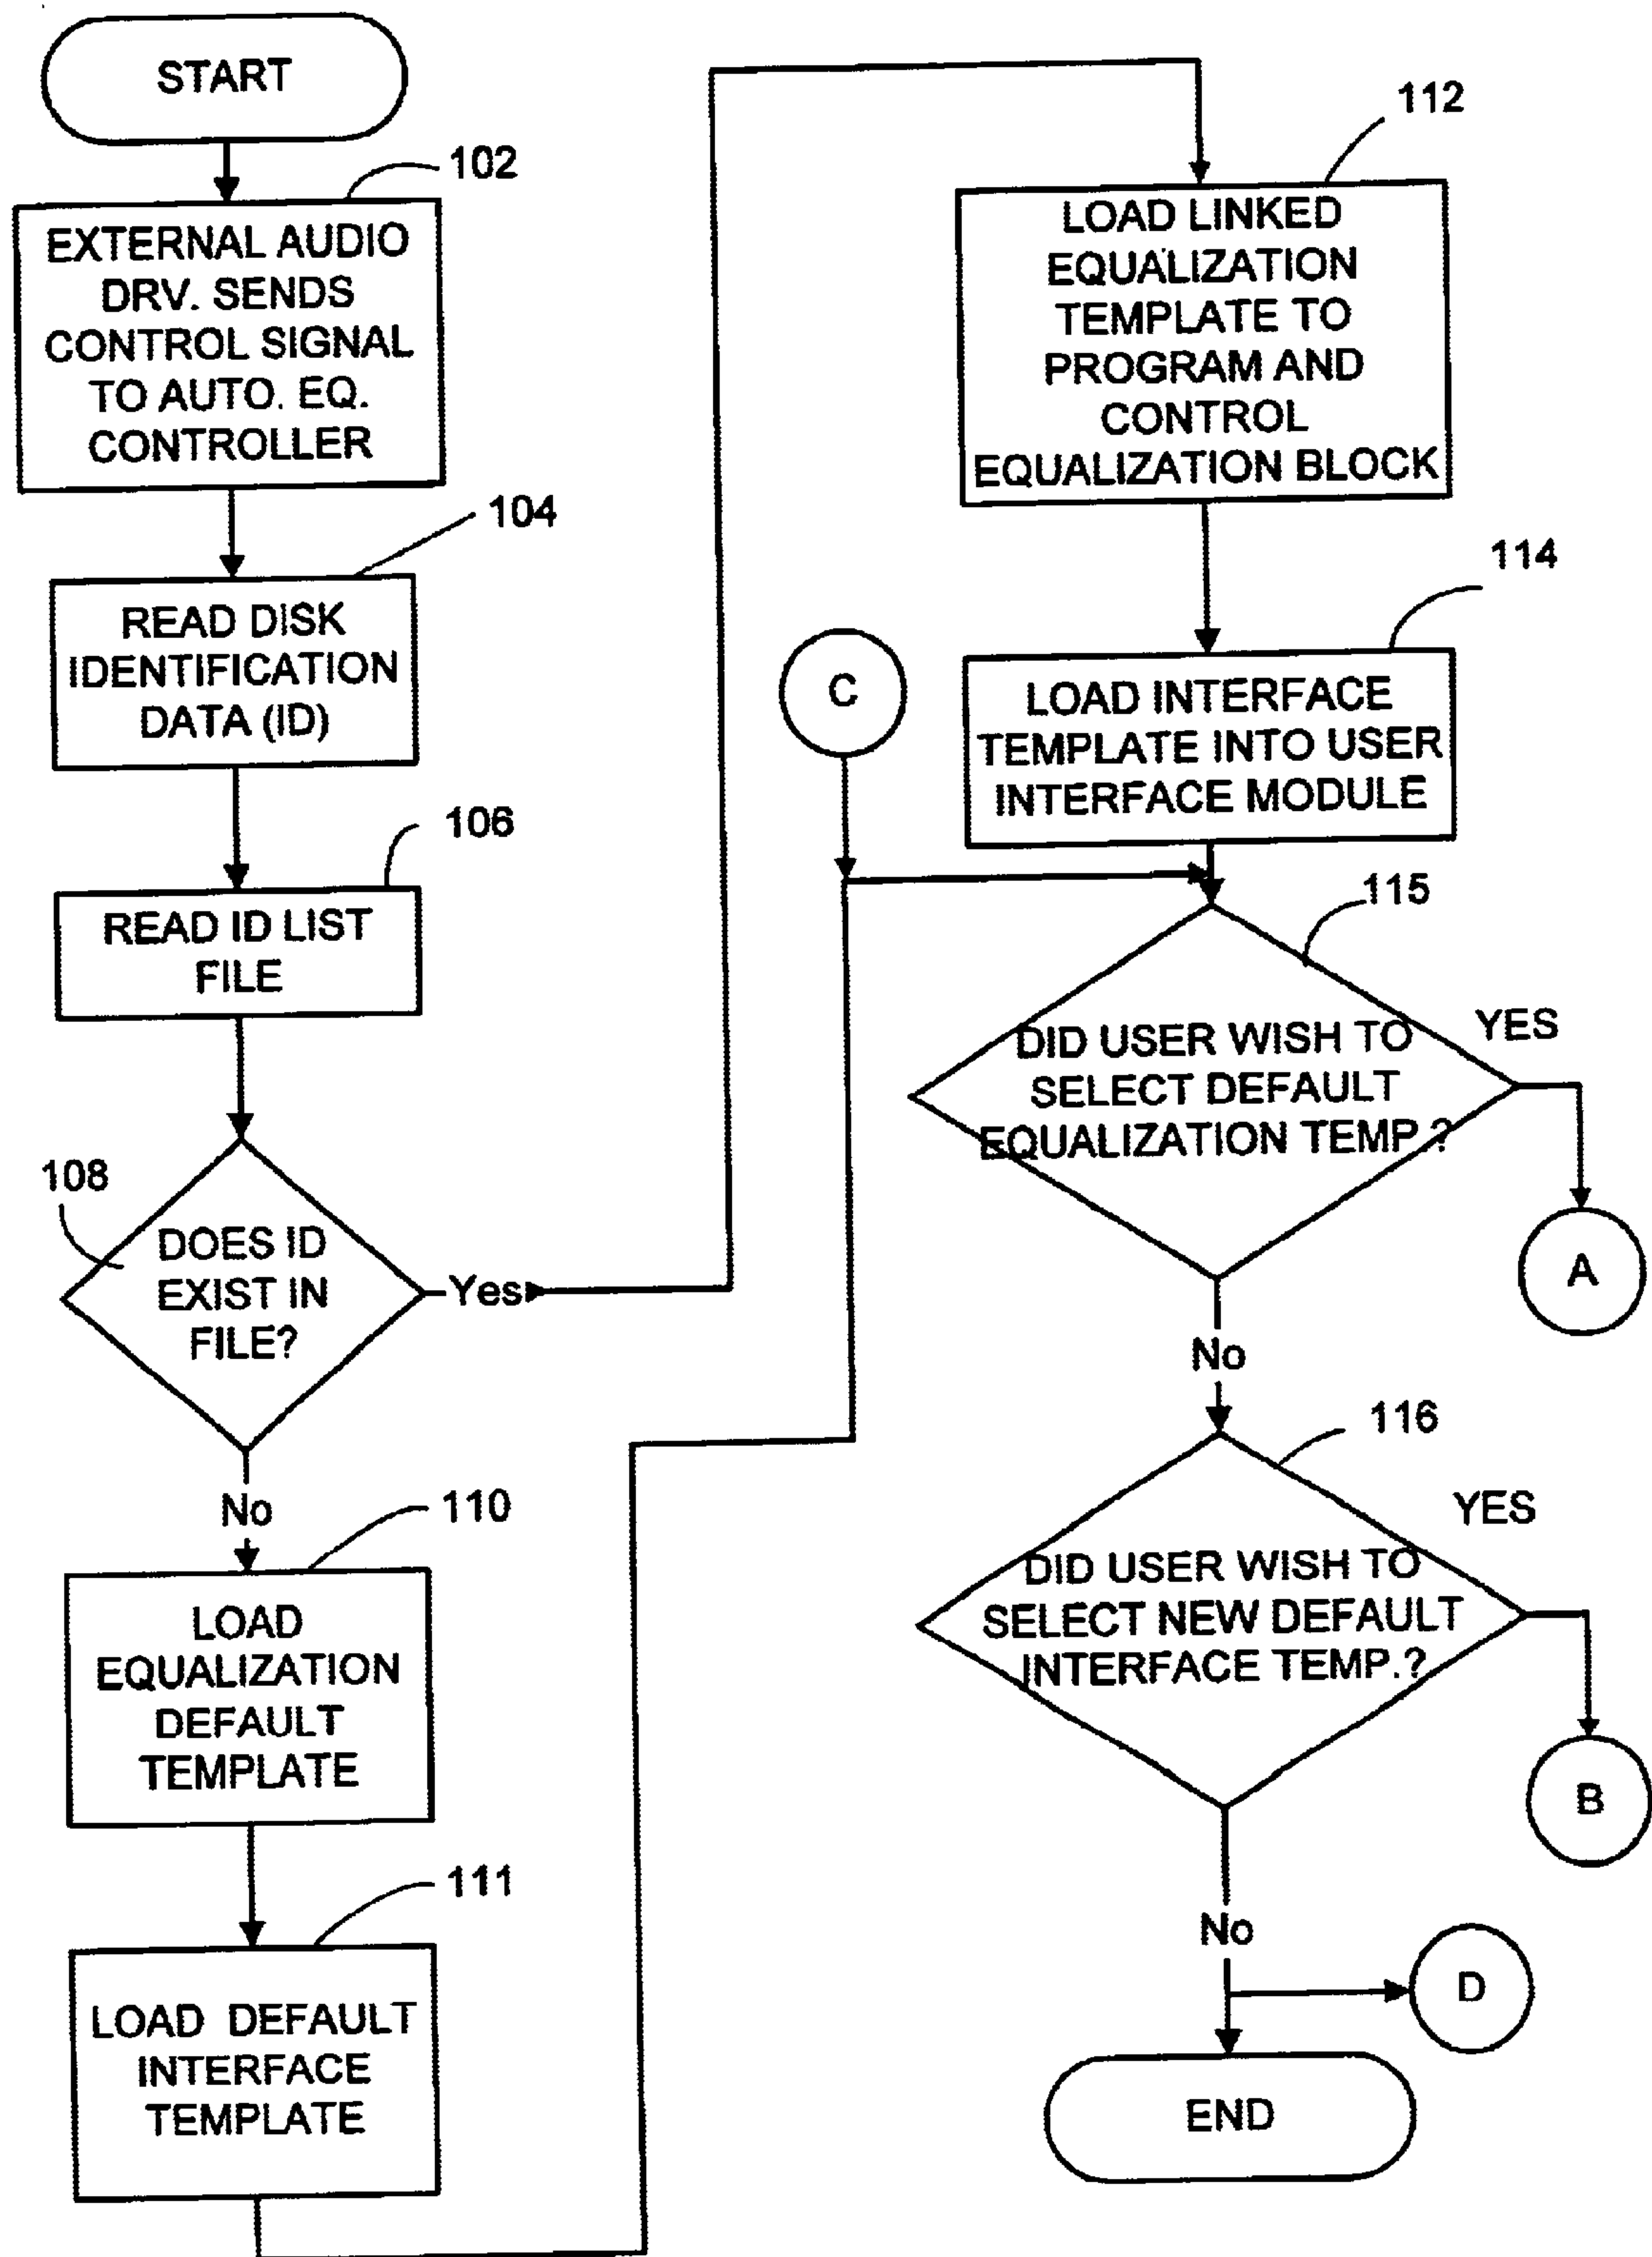 START
102
EXTERNAL AUDIO
DRV. SENDS
CONTROL SIGNAL
TO AUTO. EQ.
CONTROLLER
104
READ DISK
IDENTIFICATION
DATA (ID)
106
READ ID LIST
FILE
108
DOES ID
EXIST IN
FILE?
Yes
No
110
LOAD
EQUALIZATION
DEFAULT
TEMPLATE
111
LOAD DEFAULT
INTERFACE
TEMPLATE
112
LOAD LINKED
EQUALIZATION
TEMPLATE TO
PROGRAM AND
CONTROL
EQUALIZATION BLOCK
114
LOAD INTERFACE
TEMPLATE INTO USER
INTERFACE MODULE
C
115
DID USER WISH TO
SELECT DEFAULT
EQUALIZATION TEMP.?
YES
A
No
116
DID USER WISH TO
SELECT NEW DEFAULT
INTERFACE TEMP.?
YES
B
No
D
END